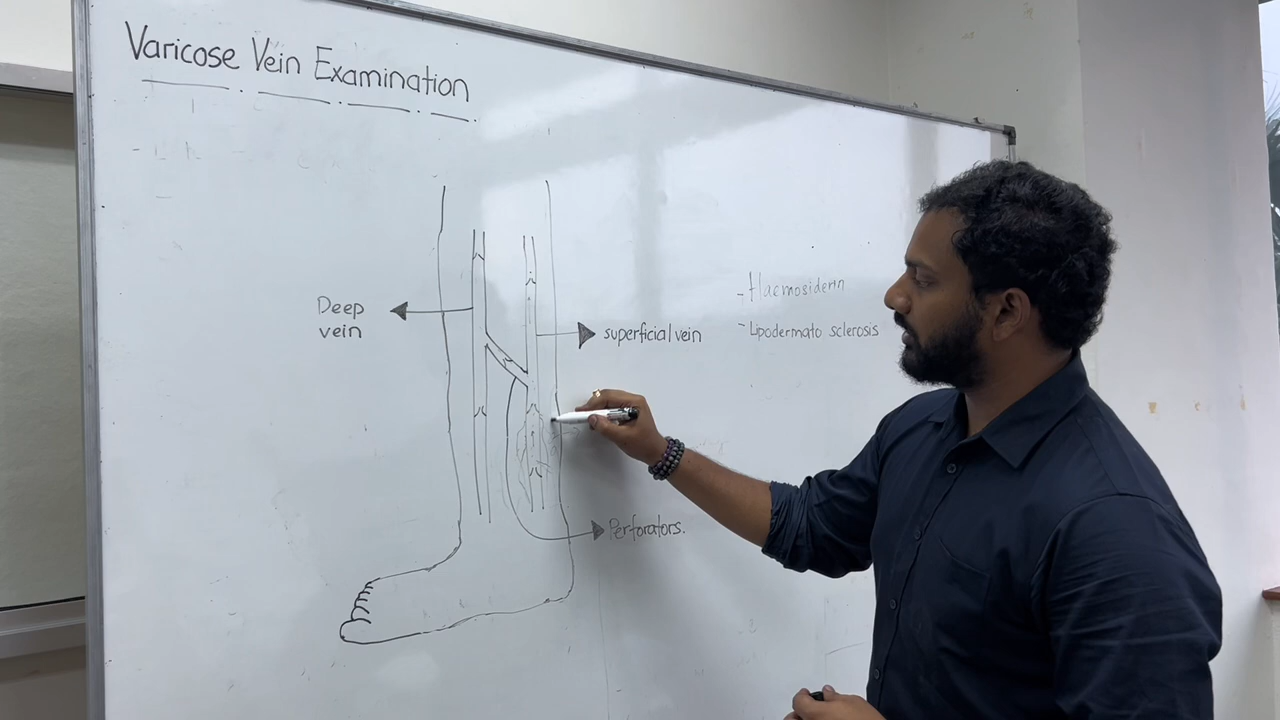 Varicose Vein Examination
Deep
vein
superficial vein
- Haemosiderin
- Lipodermato sclerosis
Perforators.